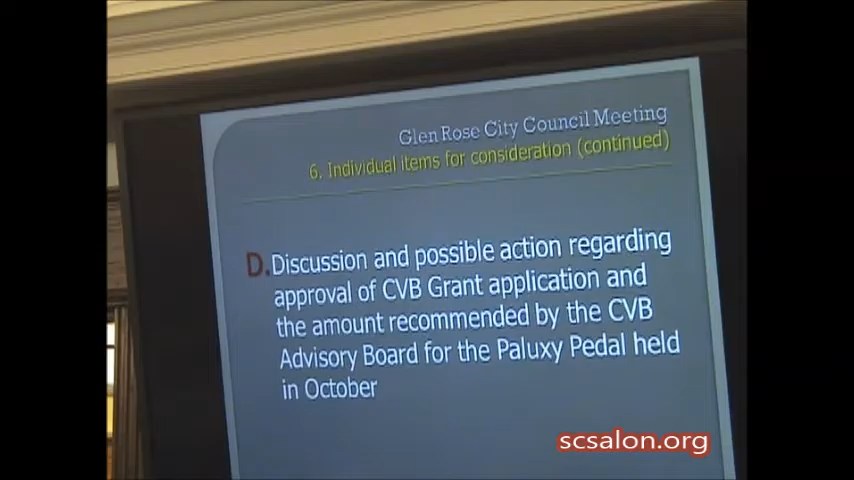 Glen Rose City Council Meeting
6. Individual items for consideration (continued)
D. Discussion and possible action regarding
approval of CVB Grant application and
the amount recommended by the CVB
Advisory Board for the Paluxy Pedal held
in October
scsalon.org